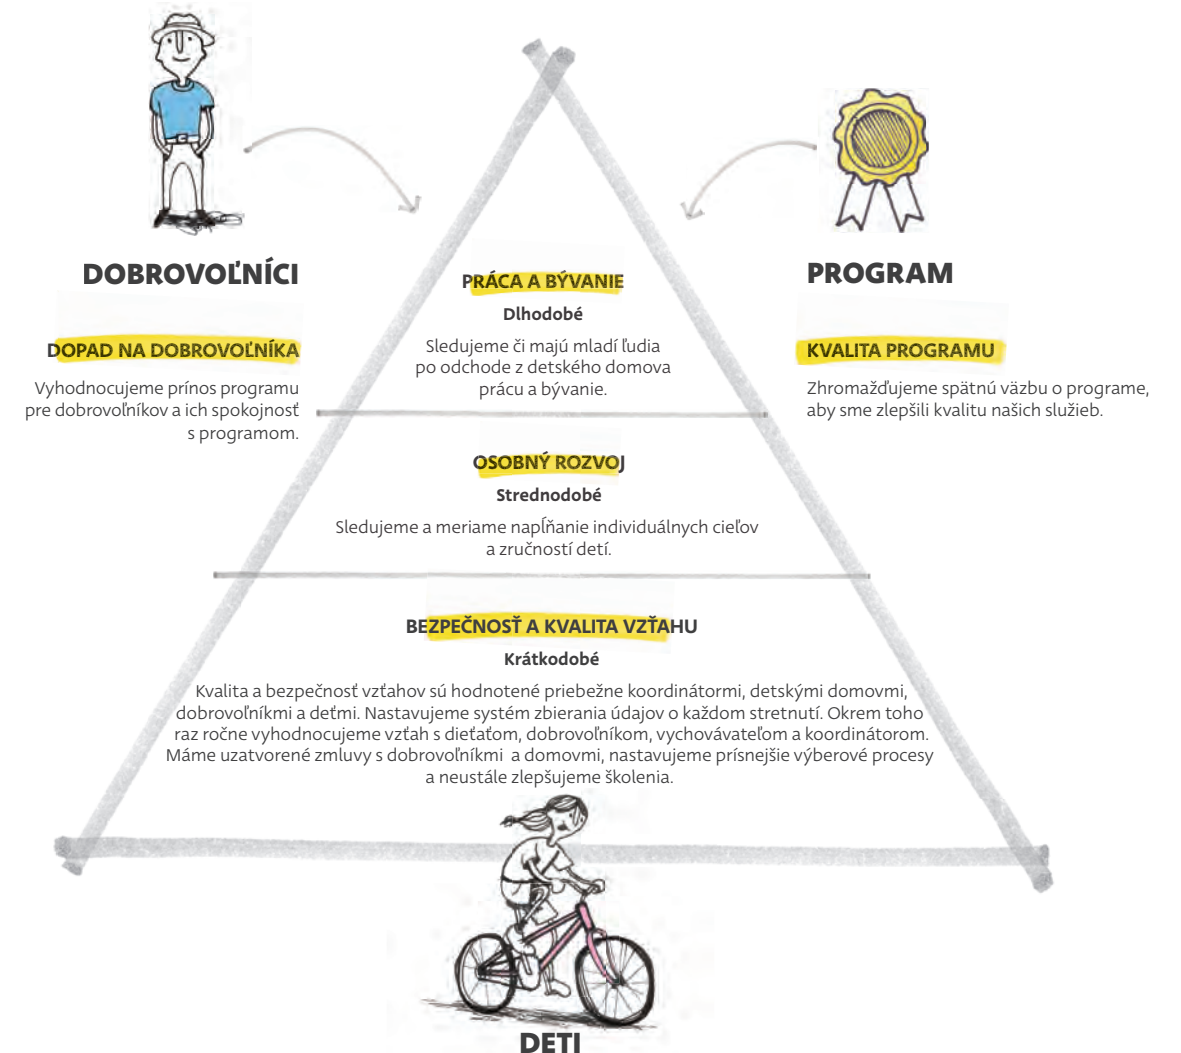 DOBROVOĽNÍCI
DOPAD NA DOBROVOĽNÍKA
Vyhodnocujeme prínos programu
pre dobrovoľníkov a ich spokojnosť
s programom.
PRÁCA A BÝVANIE
Dlhodobé
Sledujeme či majú mladí ľudia
po odchode z detského domova
prácu a bývanie.
PROGRAM
KVALITA PROGRAMU
Zhromažďujeme spätnú väzbu o programe,
aby sme zlepšili kvalitu našich služieb.
OSOBNÝ ROZVOJ
Strednodobé
Sledujeme a meriame napĺňanie individuálnych cieľov
a zručností detí.
BEZPEČNOSŤ A KVALITA VZŤAHU
Krátkodobé
Kvalita a bezpečnosť vzťahov sú hodnotené priebežne koordinátormi, detskými domovmi,
dobrovoľníkmi a deťmi. Nastavujeme systém zbierania údajov o každom stretnutí. Okrem toho
raz ročne vyhodnocujeme vzťah s dieťaťom, dobrovoľníkom, vychovávateľom a koordinátorom.
Máme uzatvorené zmluvy s dobrovoľníkmi a domovmi, nastavujeme prísnejšie výberové procesy
a neustále zlepšujeme školenia.
DETI